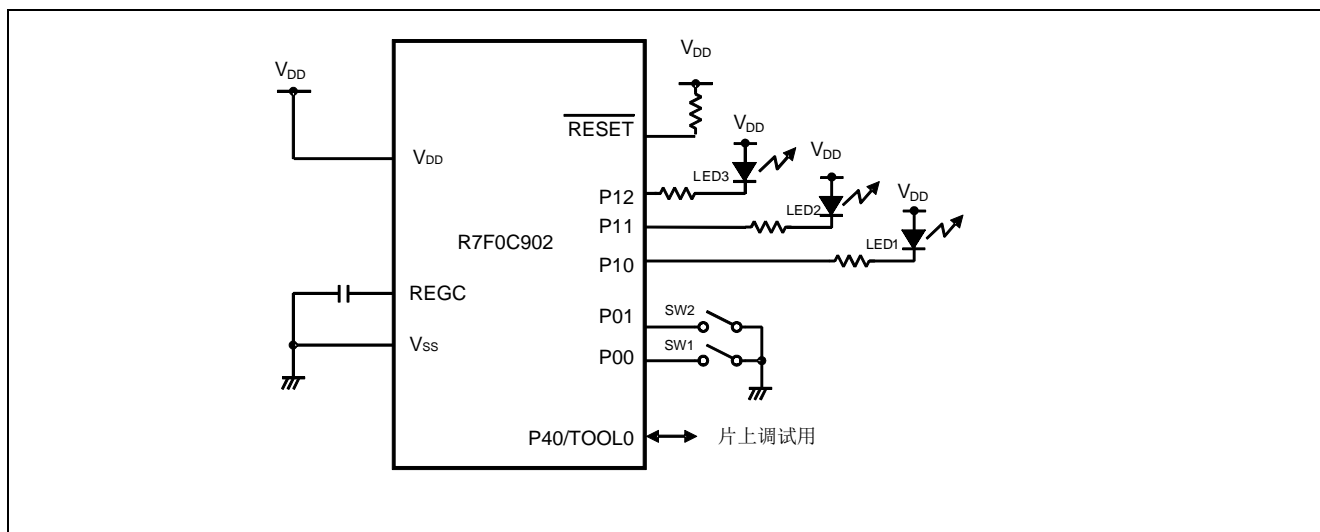 VDD
VDD
RESET
VDD
VDD
VDD
LED3
P12
VDD
LED2
P11
R7F0C902
LED1
P10
REGC
P01
SW2
VSS
SW1
P00
P40/TOOL0
片上调试用